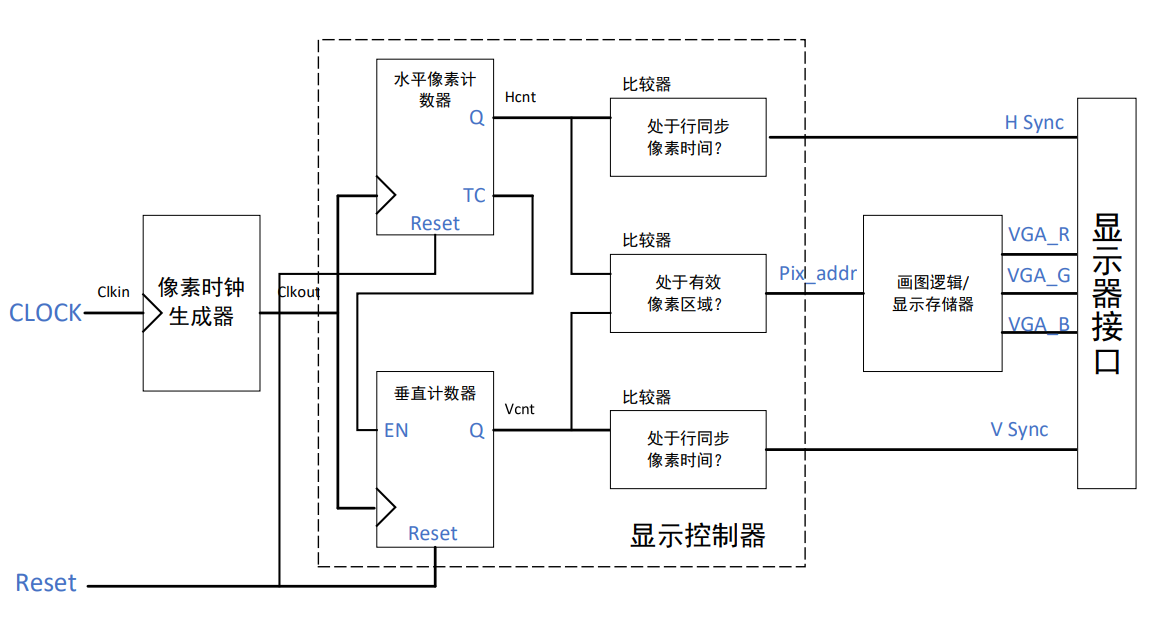 CLOCK
Clkin
像素时钟
生成器
Clkout
Reset
水平像素计
数器
Q
TC
Reset
Hcnt
垂直计数器
EN
Q
Reset
Vcnt
比较器
处于行同步
像素时间?
比较器
处于有效
像素区域?
比较器
处于行同步
像素时间?
显示控制器
Pix_addr
画图逻辑/
显示存储器
H Sync
VGA_R
VGA_G
VGA_B
V Sync
显示器接口